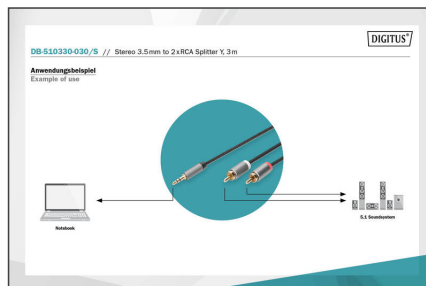 DIGITUS®
DB-510330-030/S // Stereo 3.5mm to 2xRCA Splitter Y, 3m
Anwendungsbeispiel
Example of use
Notebook
5.1 Soundsystem